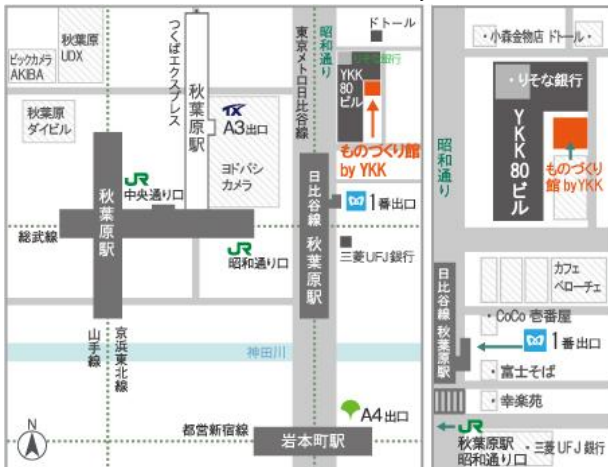 ビックカメラ
AKIBA
秋葉原
UDX
つくばエクスプレス
秋葉原駅
東京メトロ日比谷線
昭和通り
ドトール
りそな銀行
YKK
80
ビル
秋葉原
ダイビル
TX
A3出口
ものづくり館
by YKK
JR
中央通り口
ヨドバシ
カメラ
秋葉原駅
日比谷線 秋葉原駅
1番出口
総武線
JR
昭和通り口
三菱UFJ銀行
山手線
京浜東北線
神田川
A4出口
都営新宿線
岩本町駅
N
・小森金物店 ドトール・
・りそな銀行
YKK80ビル
昭和通り
ものづくり
館 by YKK
カフェ
ベローチェ
日比谷線 秋葉原駅
・CoCo 壱番屋
1番出口
・富士そば
・幸楽苑
JR
秋葉原駅
昭和通り口
・三菱 UFJ 銀行